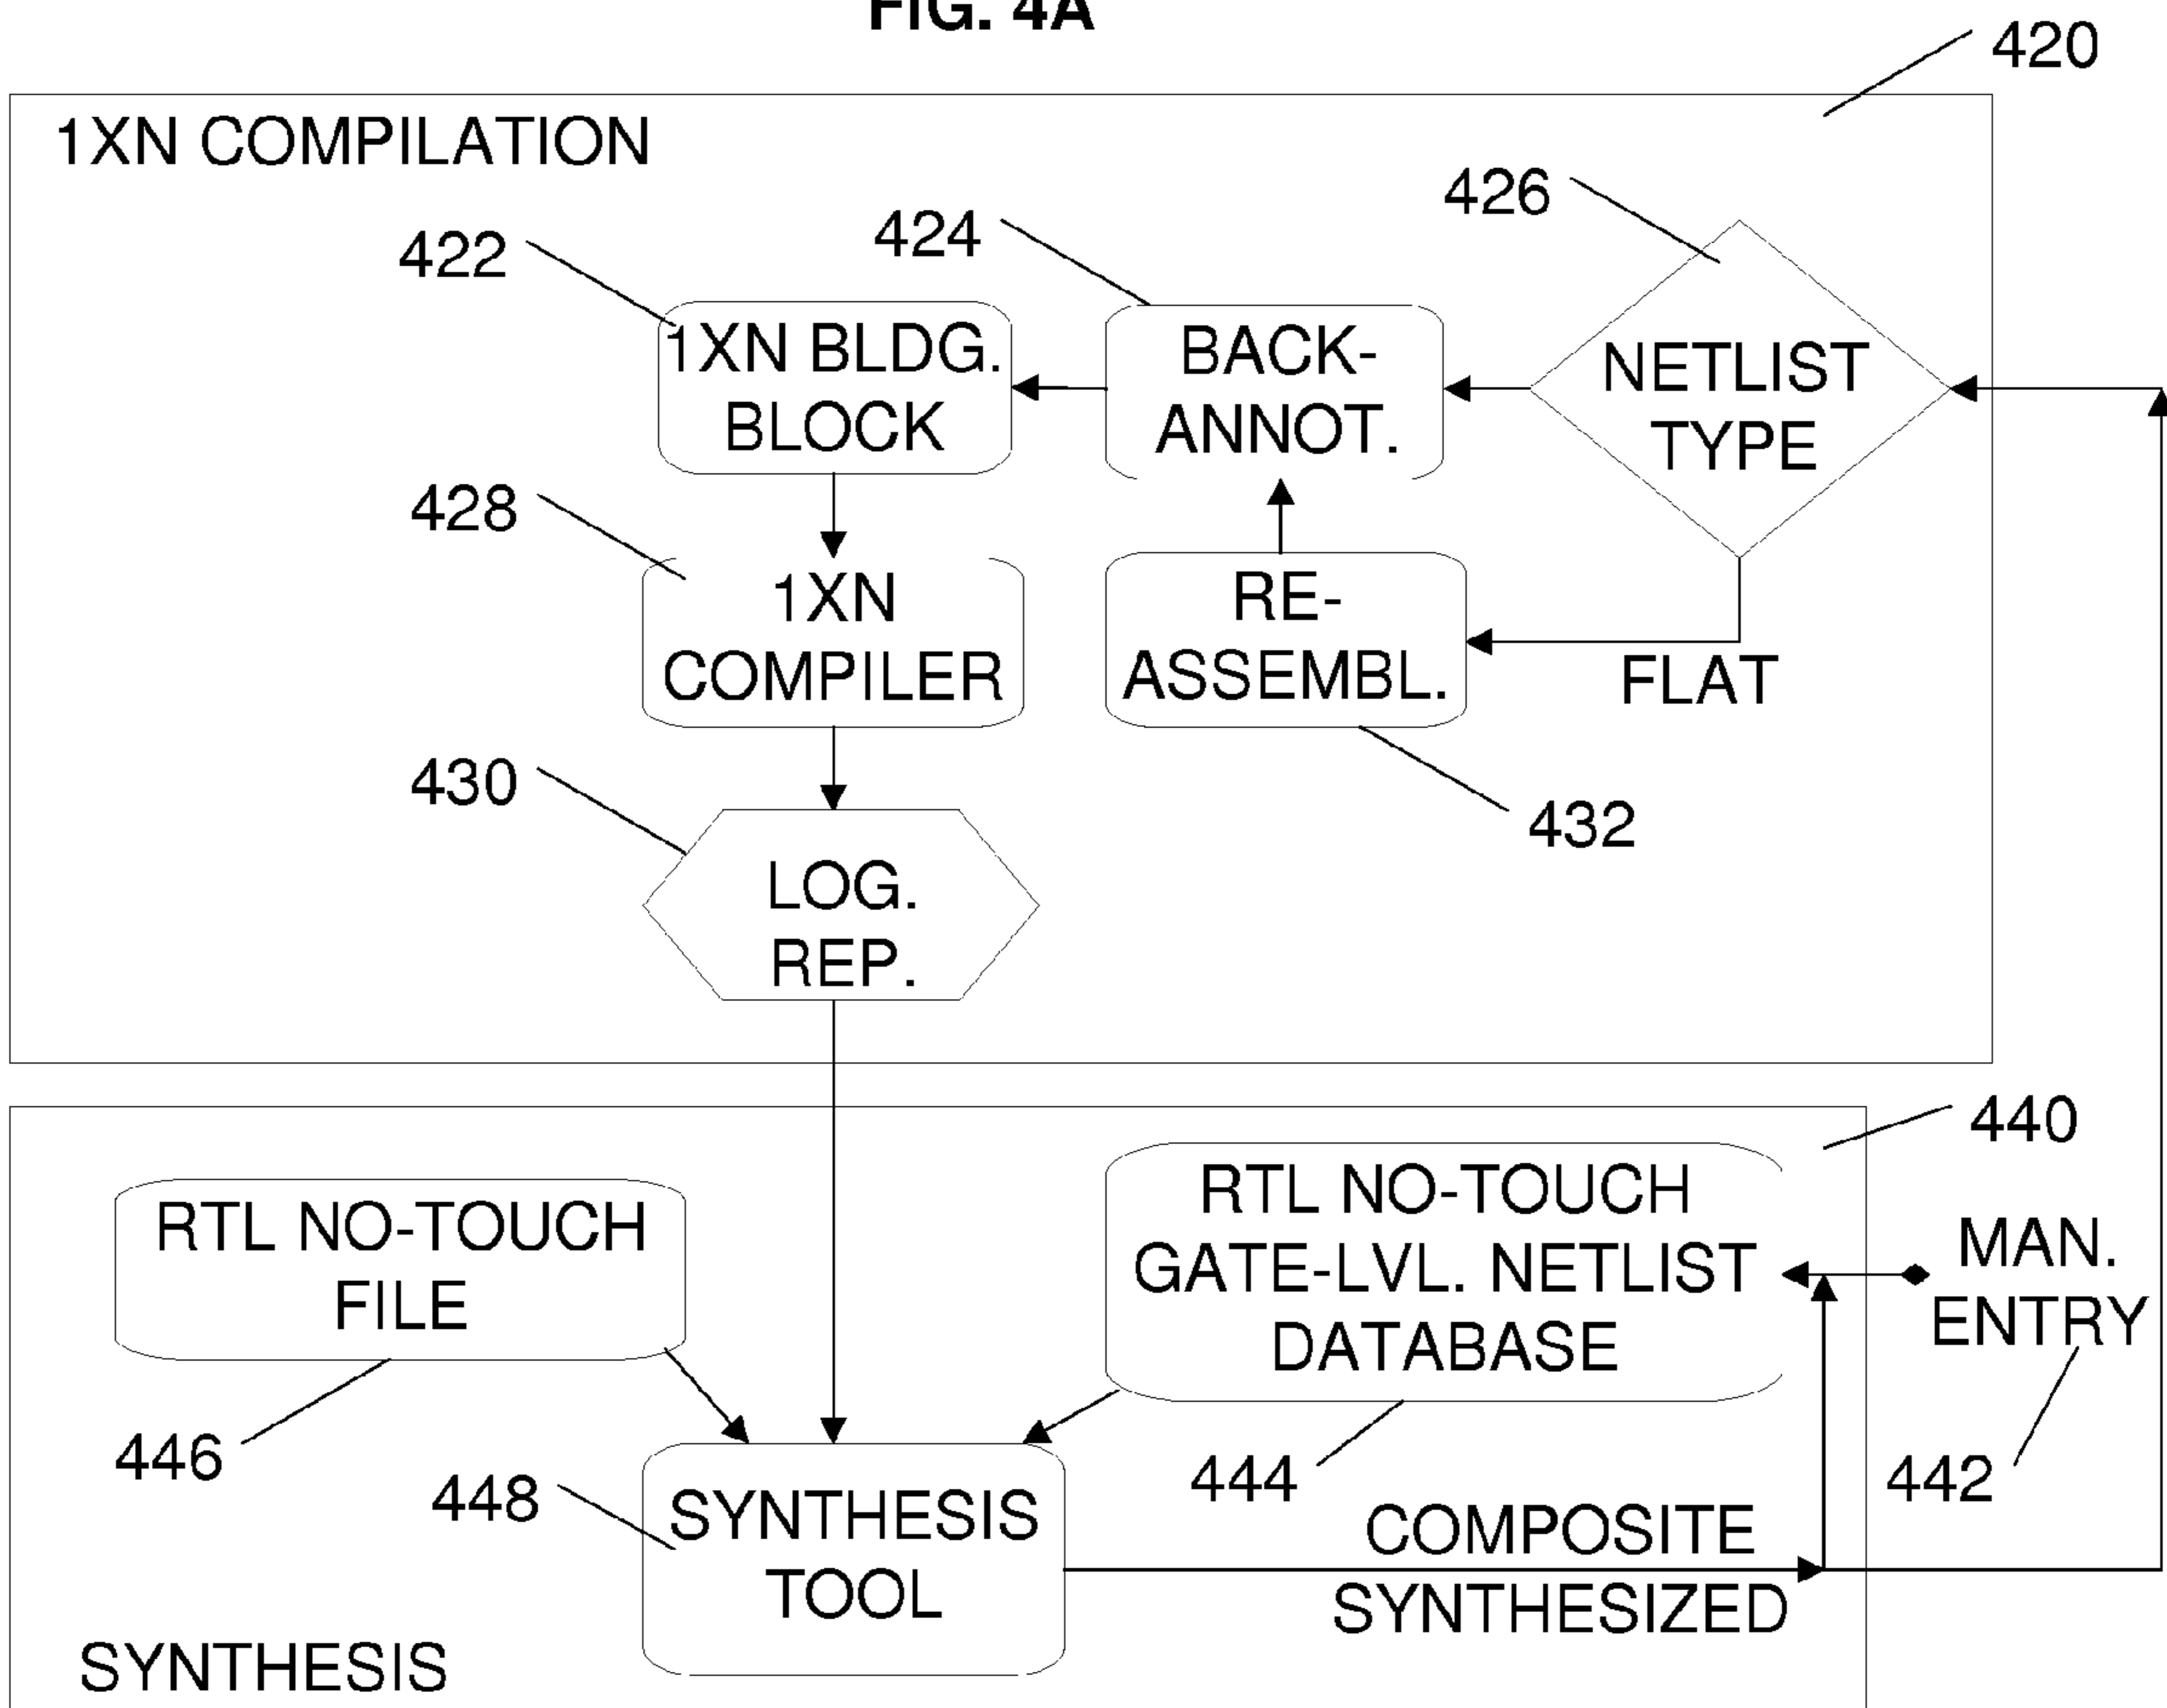 FIG. 4A
420
1XN COMPILATION
426
424
422
1XN BLDG.
BLOCK
BACK-
ANNOT.
NETLIST
TYPE
428
1XN
COMPILER
RE-
ASSEMBL.
FLAT
430
432
LOG.
REP.
440
RTL NO-TOUCH
FILE
RTL NO-TOUCH
GATE-LVL. NETLIST
DATABASE
MAN.
ENTRY
446
448
444
442
SYNTHESIS
TOOL
COMPOSITE
SYNTHESIZED
SYNTHESIS